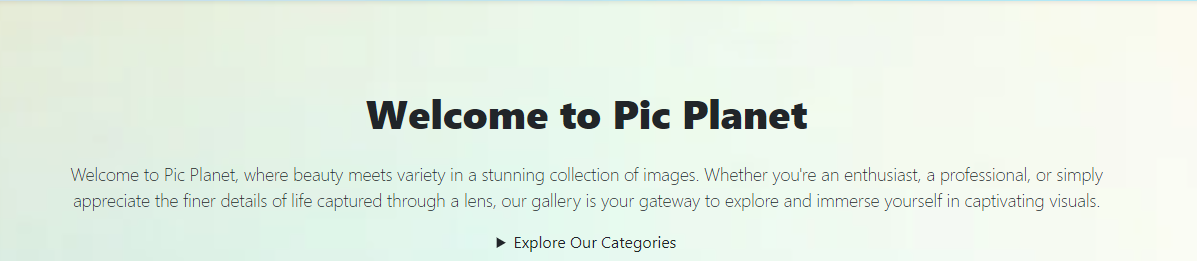 Welcome to Pic Planet
Welcome to Pic Planet, where beauty meets variety in a stunning collection of images. Whether you're an enthusiast, a professional, or simply
appreciate the finer details of life captured through a lens, our gallery is your gateway to explore and immerse yourself in captivating visuals.
▶ Explore Our Categories